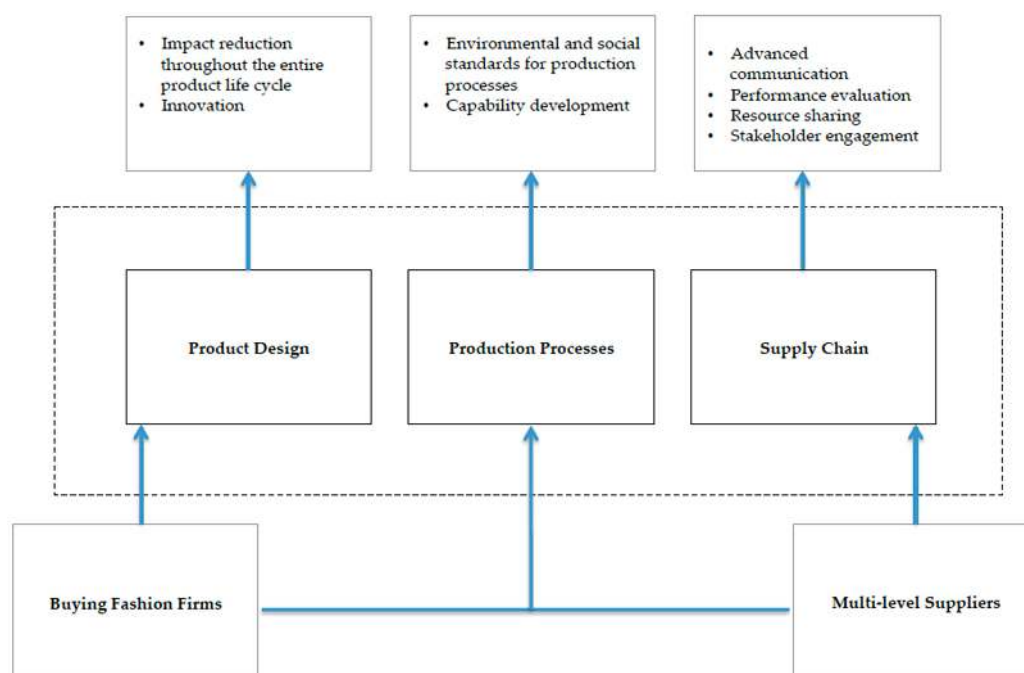 • Impact reduction
throughout the entire
product life cycle
• Innovation
• Environmental and social
standards for production
processes
• Capability development
• Advanced
communication
• Performance evaluation
• Resource sharing
• Stakeholder engagement
Product Design
Production Processes
Supply Chain
Buying Fashion Firms
Multi-level Suppliers